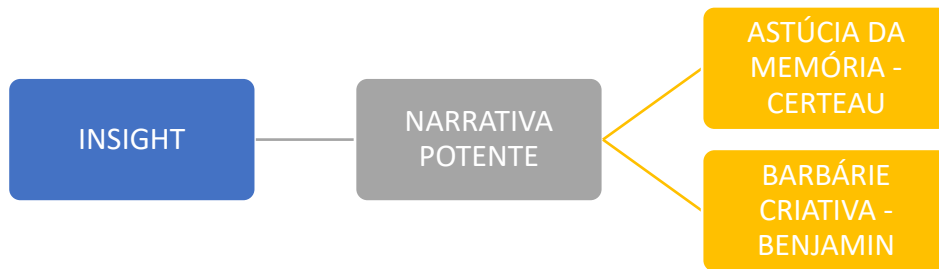 INSIGHT
NARRATIVA
POTENTE
ASTÚCIA DA
MEMÓRIA -
CERTEAU
BARBÁRIE
CRIATIVA -
BENJAMIN